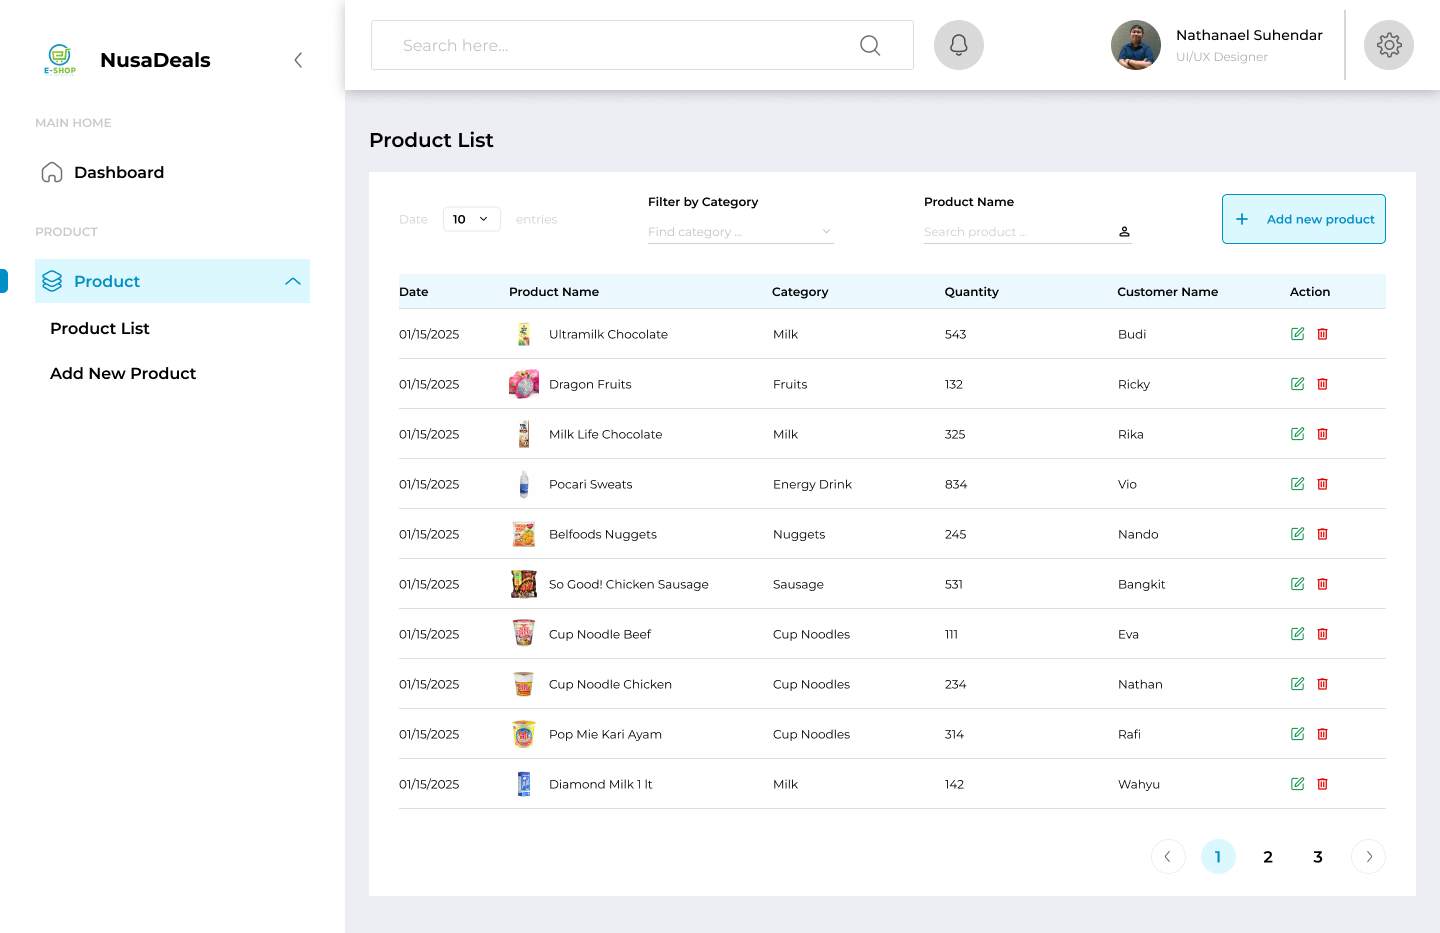 E-SHOP
NusaDeals
MAIN HOME
Dashboard
PRODUCT
Product
Product List
Add New Product
Search here...
Nathanael Suhendar
UI/UX Designer
Product List
Date 10 entries
Filter by Category
Find category ...
Product Name
Search product ...
Add new product
Date Product Name Category Quantity Customer Name Action
01/15/2025 Ultramilk Chocolate Milk 543 Budi
01/15/2025 Dragon Fruits Fruits 132 Ricky
01/15/2025 Milk Life Chocolate Milk 325 Rika
01/15/2025 Pocari Sweats Energy Drink 834 Vio
01/15/2025 Belfoods Nuggets Nuggets 245 Nando
01/15/2025 So Good! Chicken Sausage Sausage 531 Bangkit
01/15/2025 Cup Noodle Beef Cup Noodles 111 Eva
01/15/2025 Cup Noodle Chicken Cup Noodles 234 Nathan
01/15/2025 Pop Mie Kari Ayam Cup Noodles 314 Rafi
01/15/2025 Diamond Milk 1 lt Milk 142 Wahyu
1 2 3